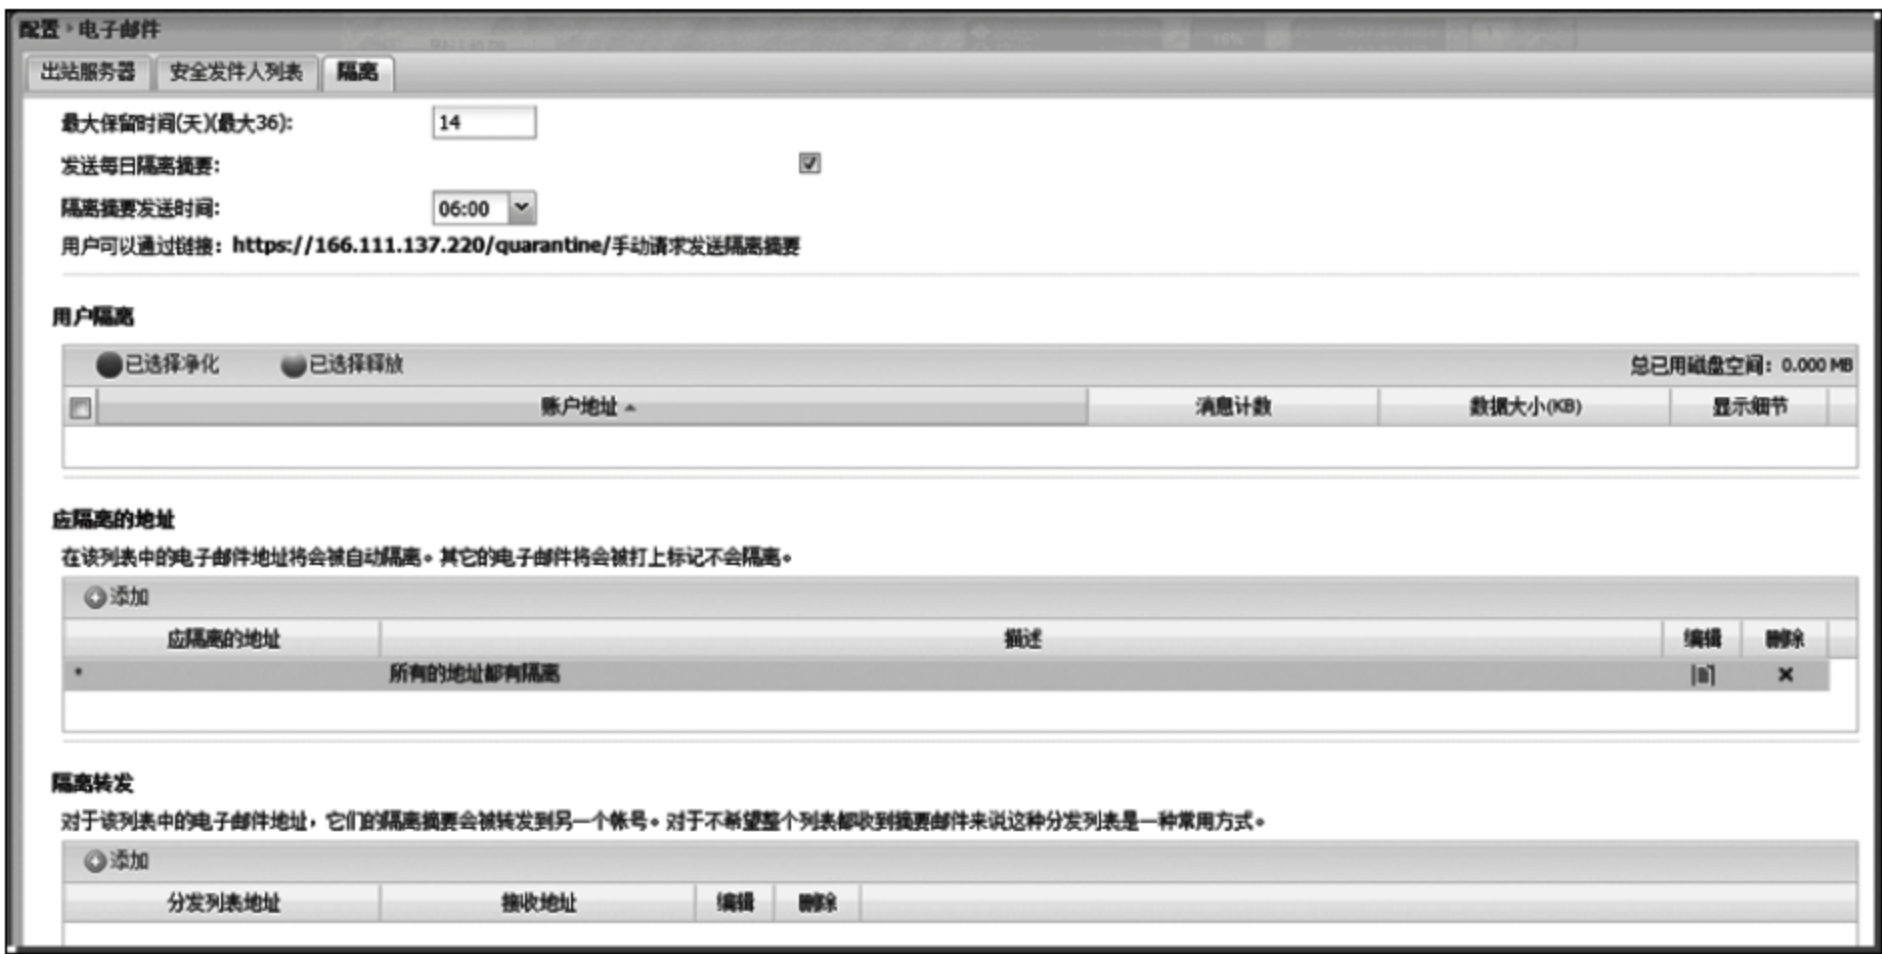 配置 › 电子邮件
出站服务器 安全发件人列表 隔离
最大保留时间(天)(最大36): 14
发送每日隔离摘要:
隔离摘要发送时间: 06:00
用户可以通过链接：https://166.111.137.220/quarantine/手动请求发送隔离摘要
用户隔离
已选择净化 已选择释放 总已用磁盘空间：0.000 MB
账户地址 消息计数 数据大小(KB) 显示细节
应隔离的地址
在该列表中的电子邮件地址将会被自动隔离。其它的电子邮件将会被打上标记不会隔离。
添加
应隔离的地址 描述 编辑 删除
* 所有的地址都有隔离
隔离转发
对于该列表中的电子邮件地址，它们的隔离摘要会被转发到另一个帐号。对于不希望整个列表都收到摘要邮件来说这种分发列表是一种常用方式。
添加
分发列表地址 接收地址 编辑 删除